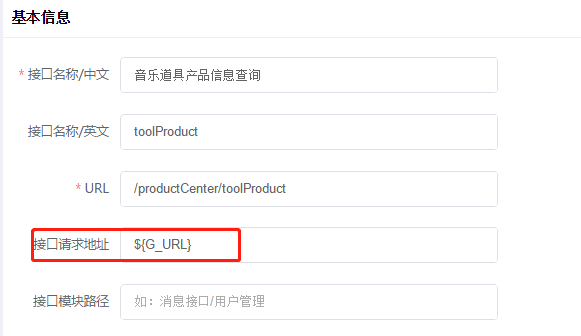 基本信息
* 接口名称/中文 音乐道具产品信息查询
接口名称/英文 toolProduct
* URL /productCenter/toolProduct
接口请求地址 ${G_URL}
接口模块路径 如：消息接口/用户管理